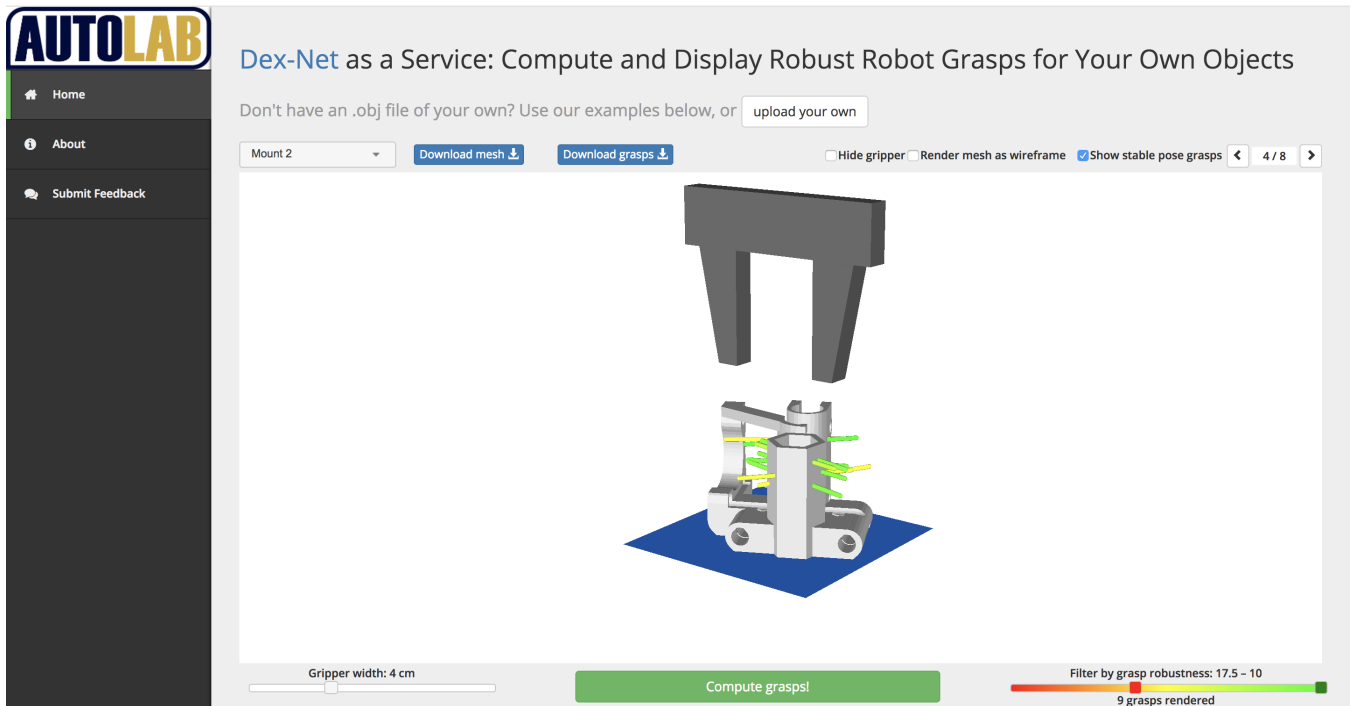 AUTOLAB
Home
About
Submit Feedback
Dex-Net as a Service: Compute and Display Robust Robot Grasps for Your Own Objects
Don't have an .obj file of your own? Use our examples below, or upload your own
Mount 2 Download mesh Download grasps Hide gripper Render mesh as wireframe Show stable pose grasps 4 / 8
Gripper width: 4 cm
Compute grasps!
Filter by grasp robustness: 17.5 – 10
9 grasps rendered